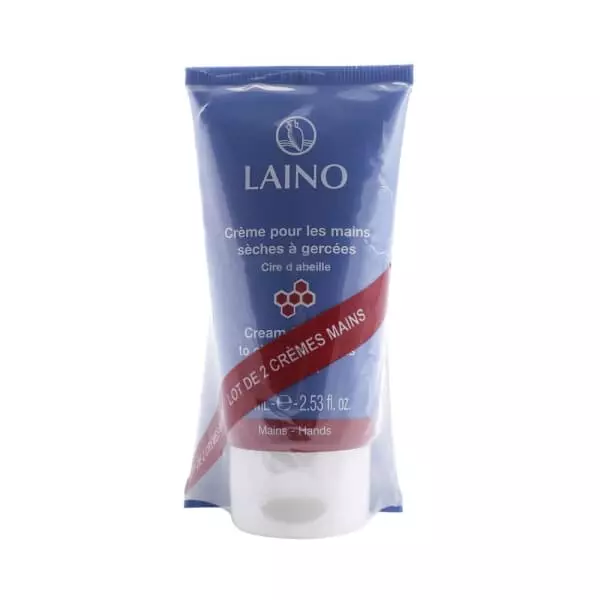 LAINO
Crème pour les mains
sèches à gercées
Cire d abeille
Cream
to
LOT DE 2 CRÈMES MAINS
mL - e - 2.53 fl. oz.
Mains - Hands